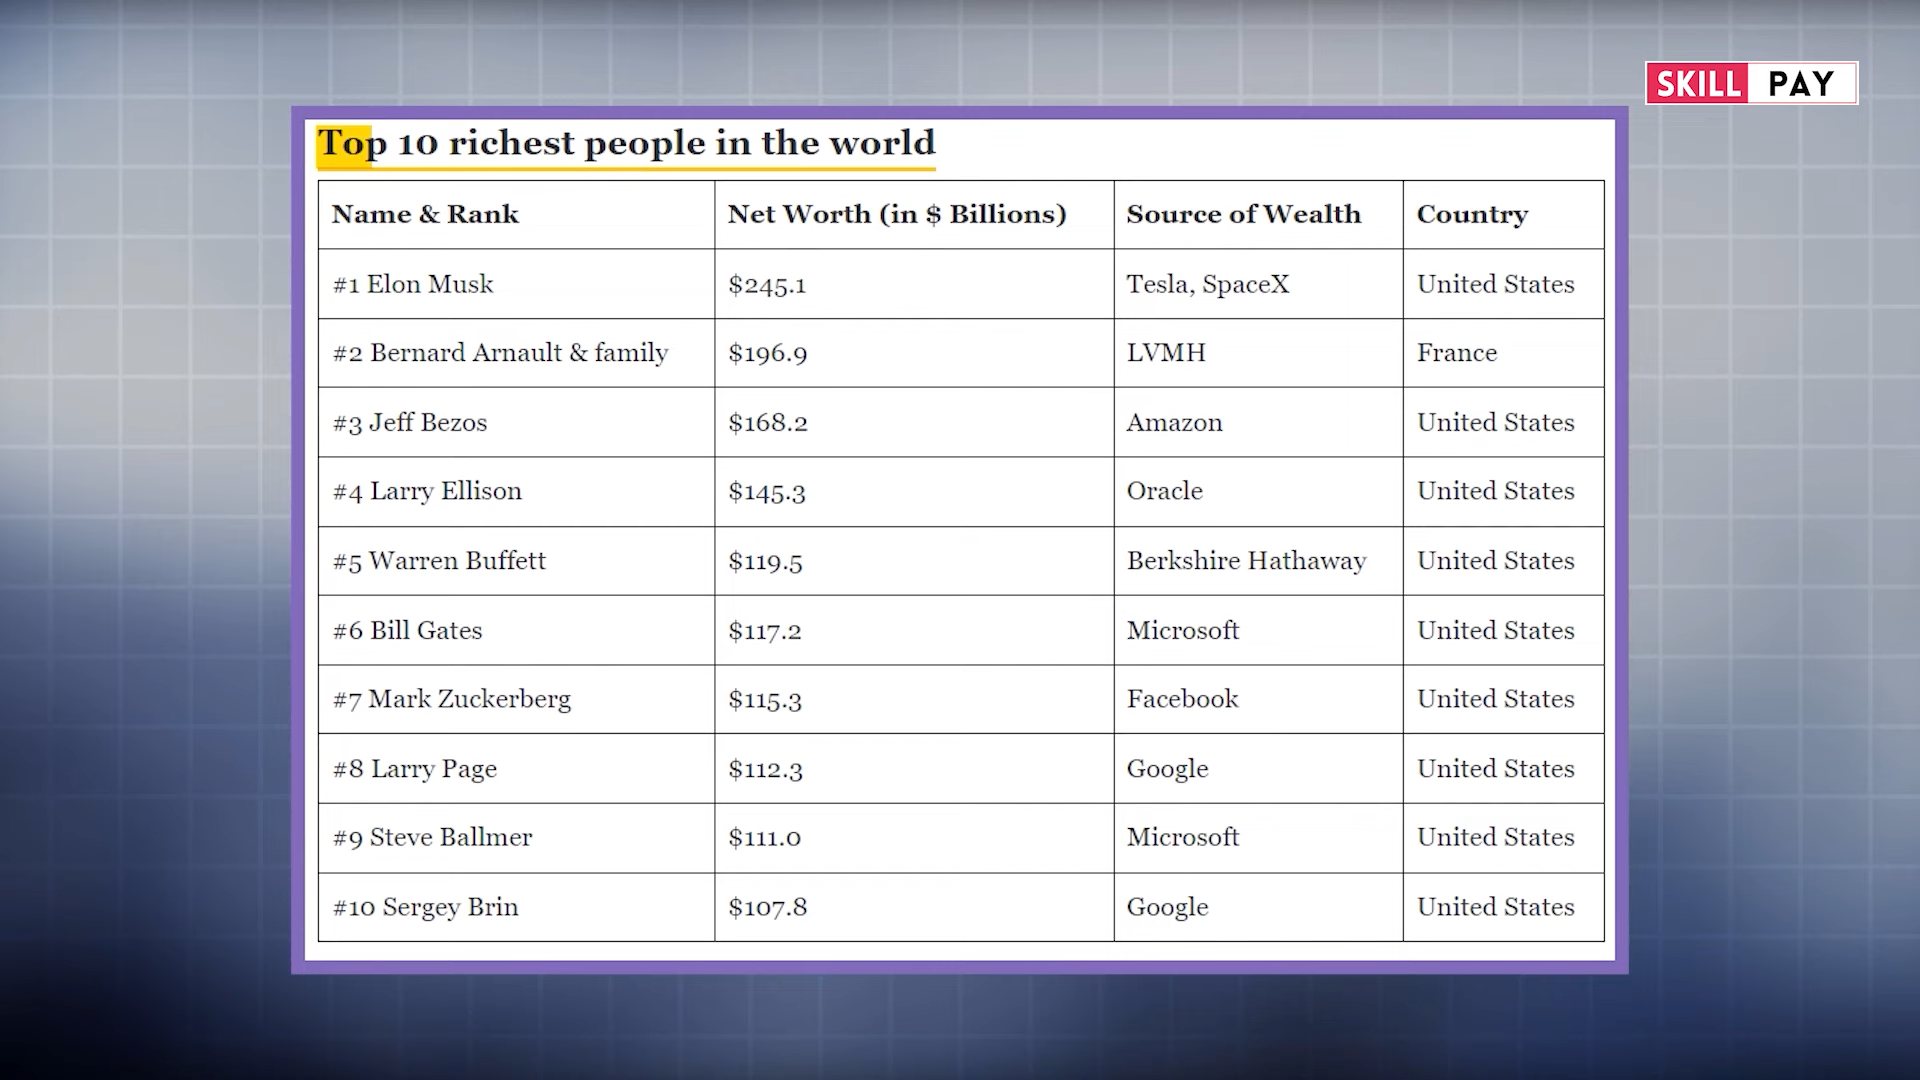 SKILL PAY
Top 10 richest people in the world
Name & Rank Net Worth (in $ Billions) Source of Wealth Country
#1 Elon Musk $245.1 Tesla, SpaceX United States
#2 Bernard Arnault & family $196.9 LVMH France
#3 Jeff Bezos $168.2 Amazon United States
#4 Larry Ellison $145.3 Oracle United States
#5 Warren Buffett $119.5 Berkshire Hathaway United States
#6 Bill Gates $117.2 Microsoft United States
#7 Mark Zuckerberg $115.3 Facebook United States
#8 Larry Page $112.3 Google United States
#9 Steve Ballmer $111.0 Microsoft United States
#10 Sergey Brin $107.8 Google United States